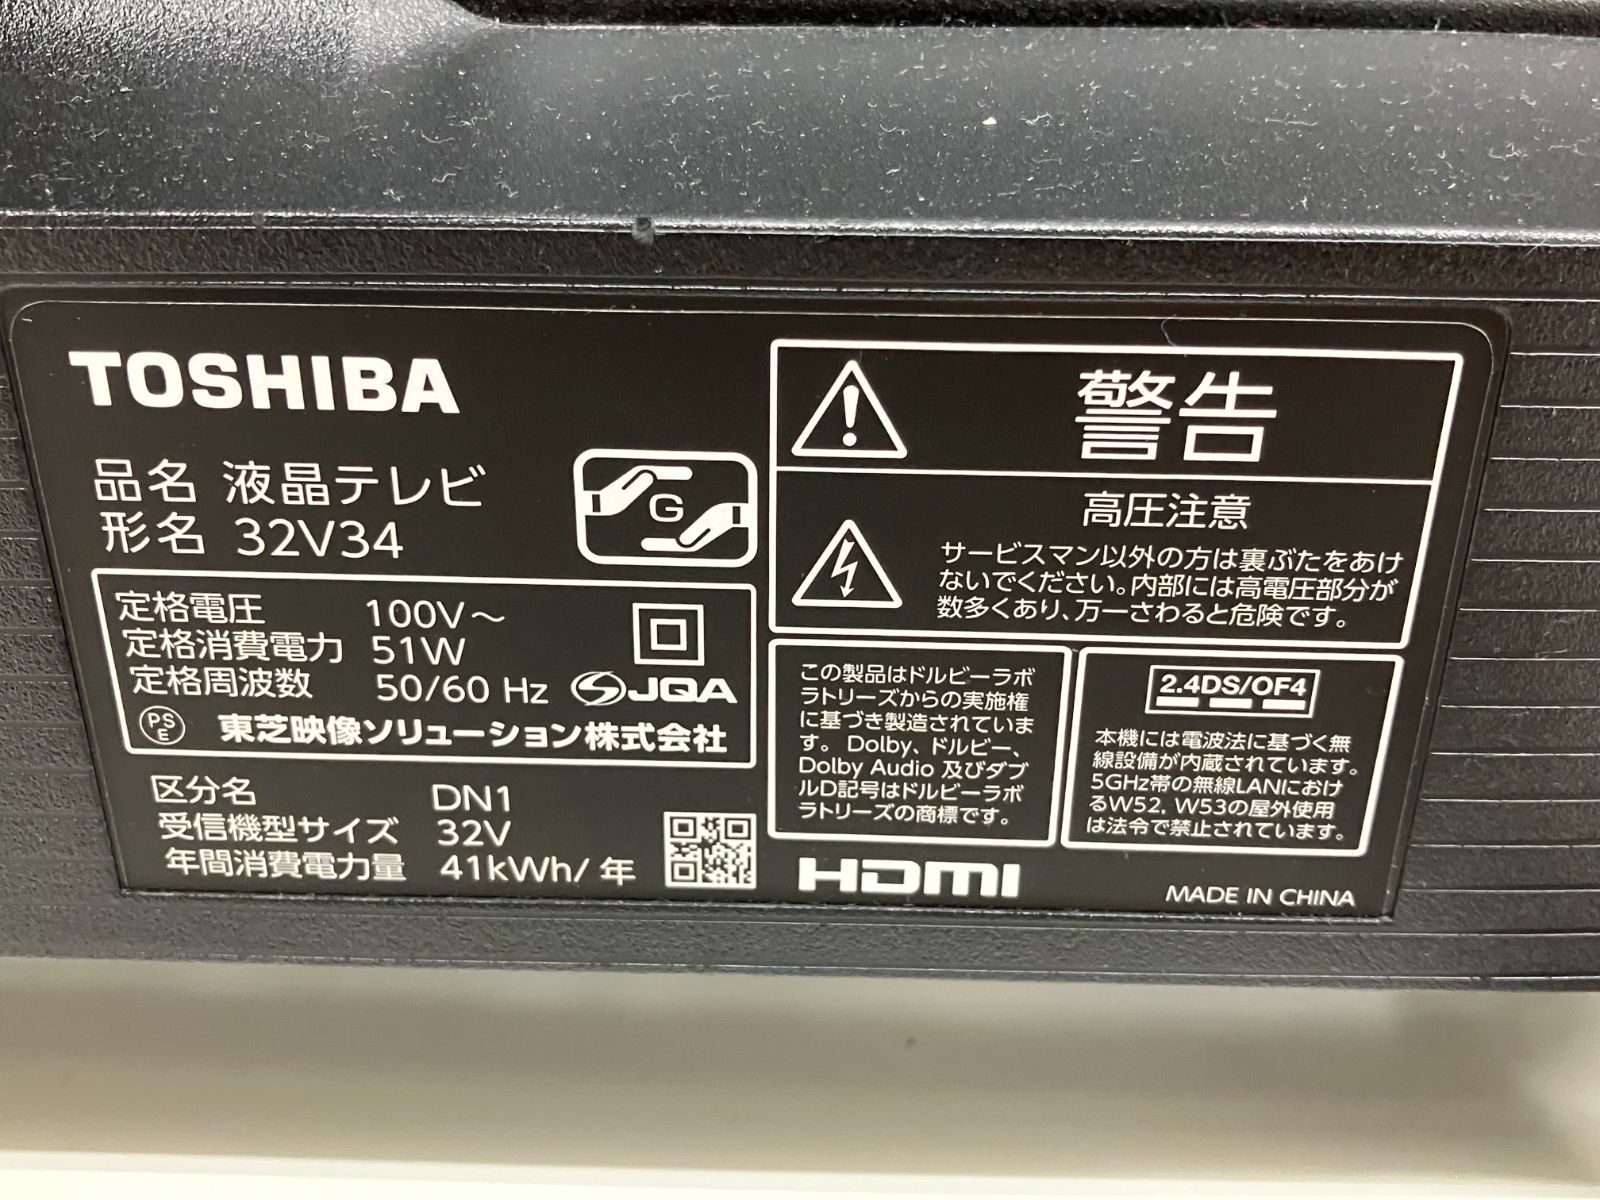 TOSHIBA
品名 液晶テレビ
形名 32V34
G
定格電圧 100V～
定格消費電力 51W
定格周波数 50/60 Hz
JQA
PSE
東芝映像ソリューション株式会社
区分名 DN1
受信機型サイズ 32V
年間消費電力量 41kWh/年
警告
高圧注意
サービスマン以外の方は裏ぶたをあけ
ないでください。内部には高電圧部分が
数多くあり、万一さわると危険です。
この製品はドルビーラボ
ラトリーズからの実施権
に基づき製造されていま
す。Dolby、ドルビー、
Dolby Audio 及びダブ
ルD記号はドルビーラボ
ラトリーズの商標です。
2.4DS/OF4
本機には電波法に基づく無
線設備が内蔵されています。
5GHz帯の無線LANにおけ
るW52, W53の屋外使用
は法令で禁止されています。
HDMI
MADE IN CHINA